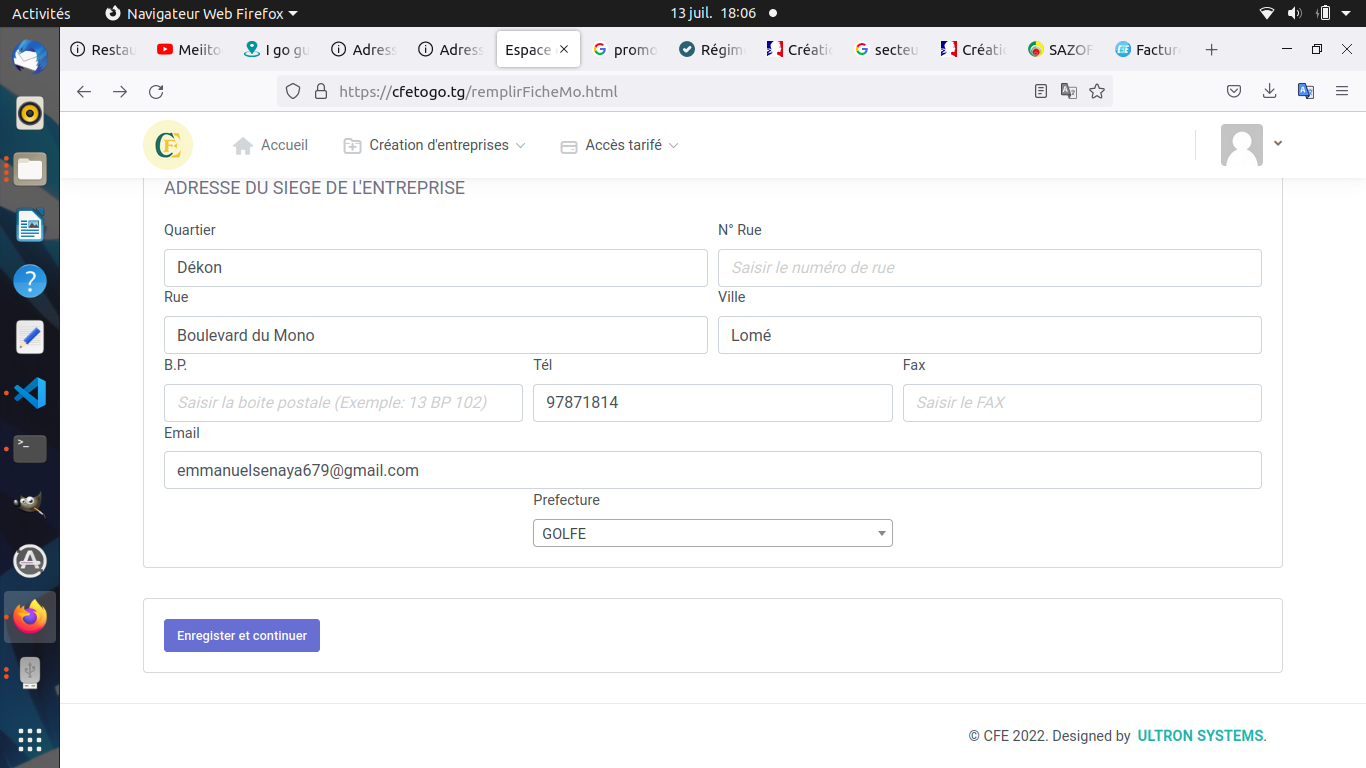 Activités Navigateur Web Firefox 13 juil. 18:06
Restau Meiito I go gu Adress Adress Espace promo Régime Créatio secteu Créatio SAZOF Facture
https://cfetogo.tg/remplirFicheMo.html
CFE Accueil Création d'entreprises Accès tarifé
ADRESSE DU SIEGE DE L'ENTREPRISE
Quartier N° Rue
Dékon Saisir le numéro de rue
Rue Ville
Boulevard du Mono Lomé
B.P. Tél Fax
Saisir la boite postale (Exemple: 13 BP 102) 97871814 Saisir le FAX
Email
emmanuelsenaya679@gmail.com
Prefecture
GOLFE
Enregister et continuer
© CFE 2022. Designed by ULTRON SYSTEMS.